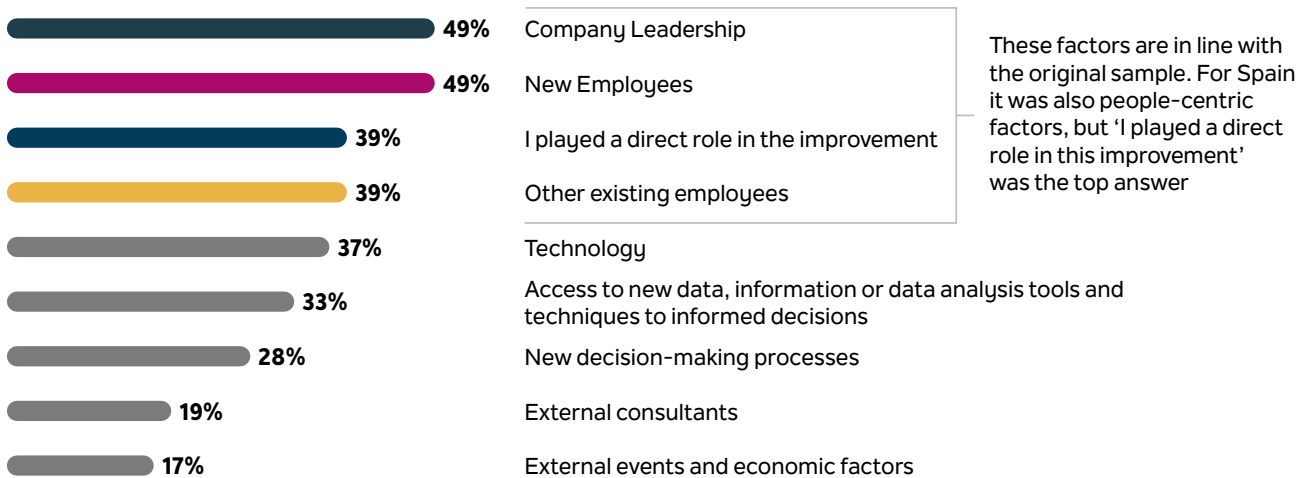 49% Company Leadership
49% New Employees
39% I played a direct role in the improvement
39% Other existing employees
These factors are in line with
the original sample. For Spain
it was also people-centric
factors, but ‘I played a direct
role in this improvement’
was the top answer
37% Technology
33% Access to new data, information or data analysis tools and
techniques to informed decisions
28% New decision-making processes
19% External consultants
17% External events and economic factors